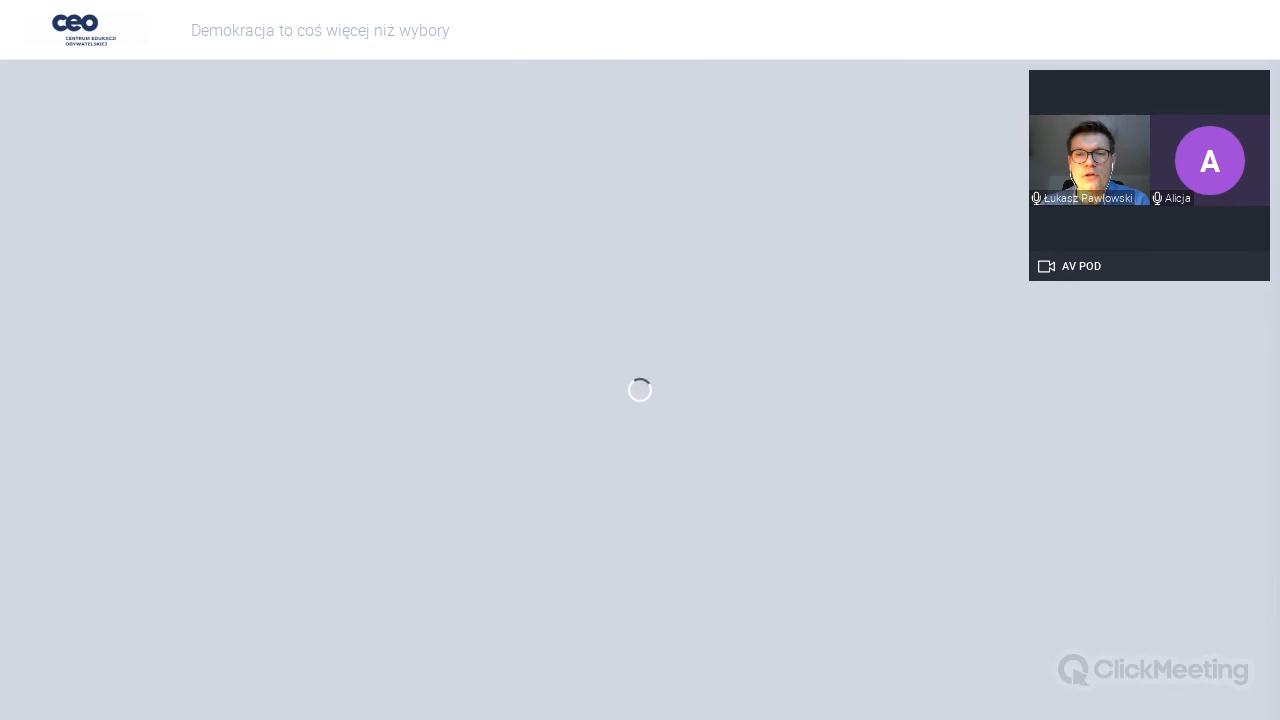 ceo
CENTRUM EDUKACJI
OBYWATELSKIEJ
Demokracja to coś więcej niż wybory
A
Łukasz Pawłowski
Alicja
AV POD
ClickMeeting